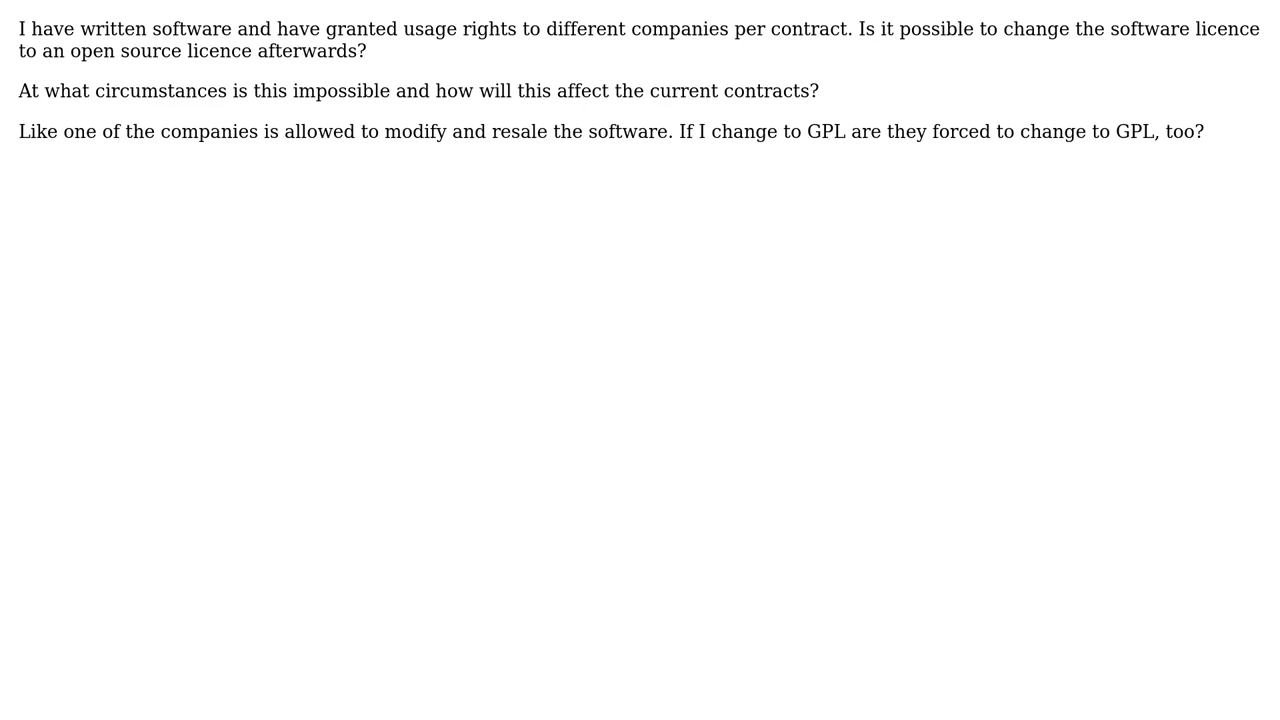 I have written software and have granted usage rights to different companies per contract. Is it possible to change the software licence
to an open source licence afterwards?
At what circumstances is this impossible and how will this affect the current contracts?
Like one of the companies is allowed to modify and resale the software. If I change to GPL are they forced to change to GPL, too?